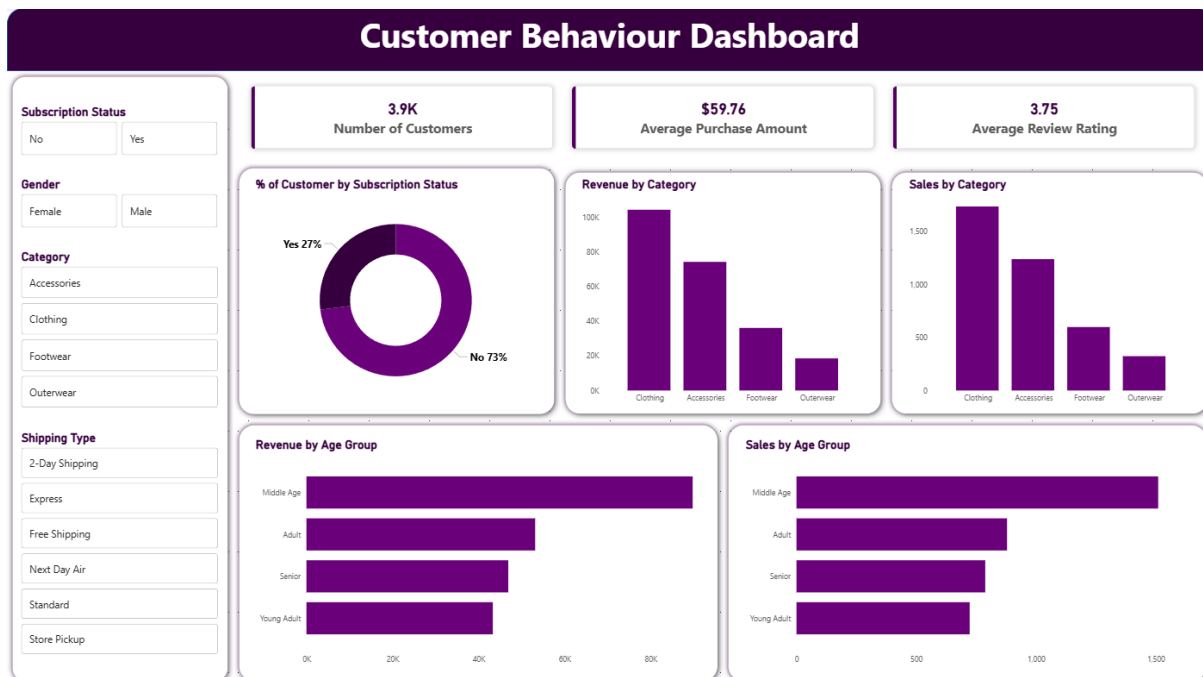 Customer Behaviour Dashboard
Subscription Status
No
Yes
Gender
Female
Male
Category
Accessories
Clothing
Footwear
Outerwear
Shipping Type
2-Day Shipping
Express
Free Shipping
Next Day Air
Standard
Store Pickup
3.9K
Number of Customers
$59.76
Average Purchase Amount
3.75
Average Review Rating
% of Customer by Subscription Status
Yes 27%
No 73%
Revenue by Category
100K
80K
60K
40K
20K
0K
Clothing Accessories Footwear Outerwear
Sales by Category
1,500
1,000
500
0
Clothing Accessories Footwear Outerwear
Revenue by Age Group
Middle Age
Adult
Senior
Young Adult
0K 20K 40K 60K 80K
Sales by Age Group
Middle Age
Adult
Senior
Young Adult
0 500 1,000 1,500